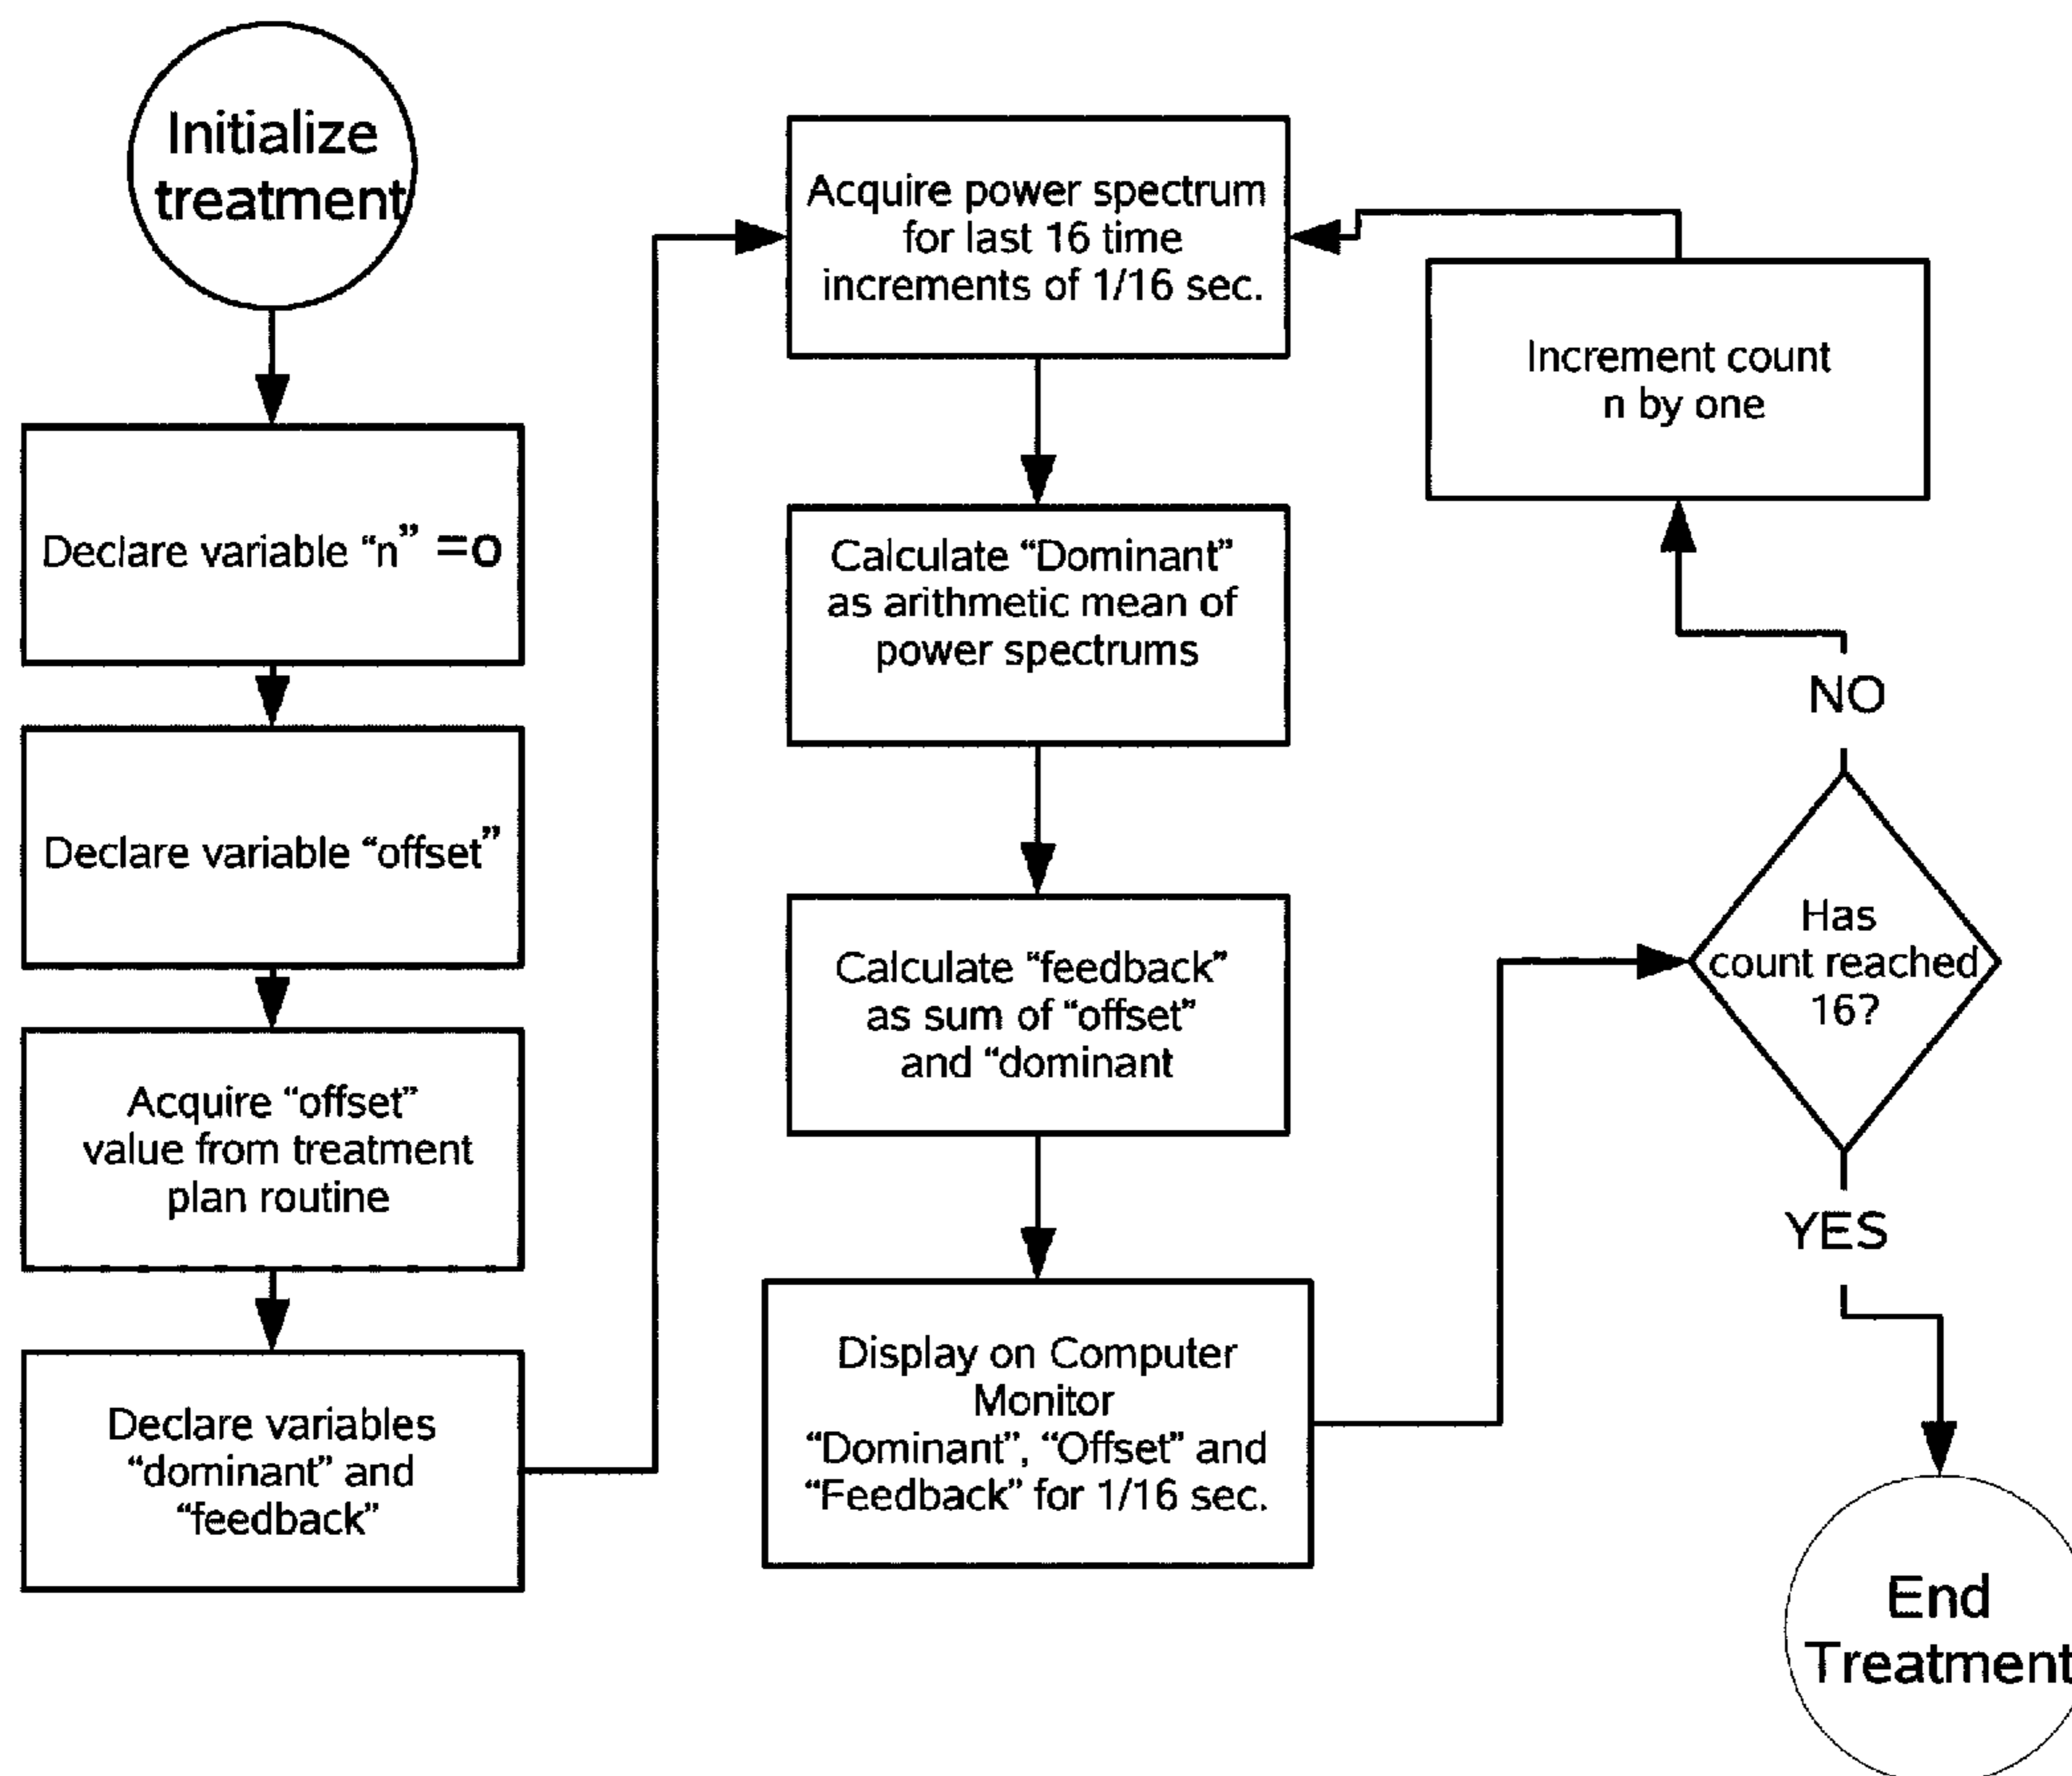 Initialize
treatment
Declare variable “n” =o
Declare variable “offset”
Acquire “offset”
value from treatment
plan routine
Declare variables
“dominant” and
“feedback”
Acquire power spectrum
for last 16 time
increments of 1/16 sec.
Calculate “Dominant”
as arithmetic mean of
power spectrums
Calculate “feedback”
as sum of “offset”
and “dominant
Display on Computer
Monitor
“Dominant”, “Offset” and
“Feedback” for 1/16 sec.
Increment count
n by one
NO
Has
count reached
16?
YES
End
Treatment